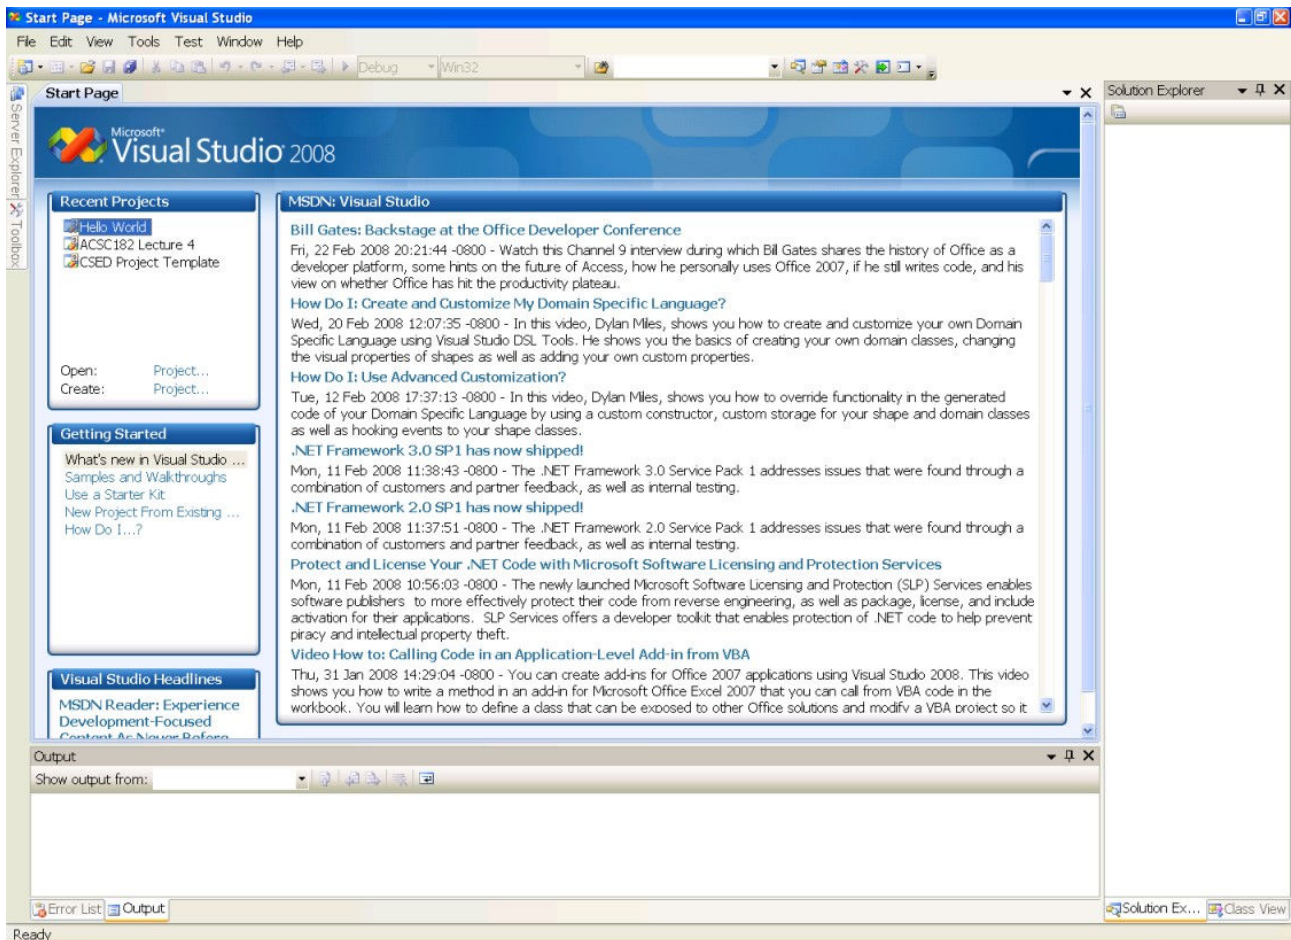 Start Page - Microsoft Visual Studio
File Edit View Tools Test Window Help
Debug Win32
Server Explorer
Toolbox
Start Page
Microsoft®
Visual Studio® 2008
Recent Projects
Hello World
ACSC182 Lecture 4
CSED Project Template
Open: Project...
Create: Project...
Getting Started
What's new in Visual Studio ...
Samples and Walkthroughs
Use a Starter Kit
New Project From Existing ...
How Do I...?
Visual Studio Headlines
MSDN Reader: Experience
Development-Focused
Content As Never Before
MSDN: Visual Studio
Bill Gates: Backstage at the Office Developer Conference
Fri, 22 Feb 2008 20:21:44 -0800 - Watch this Channel 9 interview during which Bill Gates shares the history of Office as a
developer platform, some hints on the future of Access, how he personally uses Office 2007, if he still writes code, and his
view on whether Office has hit the productivity plateau.
How Do I: Create and Customize My Domain Specific Language?
Wed, 20 Feb 2008 12:07:35 -0800 - In this video, Dylan Miles, shows you how to create and customize your own Domain
Specific Language using Visual Studio DSL Tools. He shows you the basics of creating your own domain classes, changing
the visual properties of shapes as well as adding your own custom properties.
How Do I: Use Advanced Customization?
Tue, 12 Feb 2008 17:37:13 -0800 - In this video, Dylan Miles, shows you how to override functionality in the generated
code of your Domain Specific Language by using a custom constructor, custom storage for your shape and domain classes
as well as hooking events to your shape classes.
.NET Framework 3.0 SP1 has now shipped!
Mon, 11 Feb 2008 11:38:43 -0800 - The .NET Framework 3.0 Service Pack 1 addresses issues that were found through a
combination of customers and partner feedback, as well as internal testing.
.NET Framework 2.0 SP1 has now shipped!
Mon, 11 Feb 2008 11:37:51 -0800 - The .NET Framework 2.0 Service Pack 1 addresses issues that were found through a
combination of customers and partner feedback, as well as internal testing.
Protect and License Your .NET Code with Microsoft Software Licensing and Protection Services
Mon, 11 Feb 2008 10:56:03 -0800 - The newly launched Microsoft Software Licensing and Protection (SLP) Services enables
software publishers to more effectively protect their code from reverse engineering, as well as package, license, and include
activation for their applications. SLP Services offers a developer toolkit that enables protection of .NET code to help prevent
piracy and intellectual property theft.
Video How to: Calling Code in an Application-Level Add-in from VBA
Thu, 31 Jan 2008 14:29:04 -0800 - You can create add-ins for Office 2007 applications using Visual Studio 2008. This video
shows you how to write a method in an add-in for Microsoft Office Excel 2007 that you can call from VBA code in the
workbook. You will learn how to define a class that can be exposed to other Office solutions and modify a VBA project so it
Solution Explorer
Output
Show output from:
Error List Output
Solution Ex... Class View
Ready